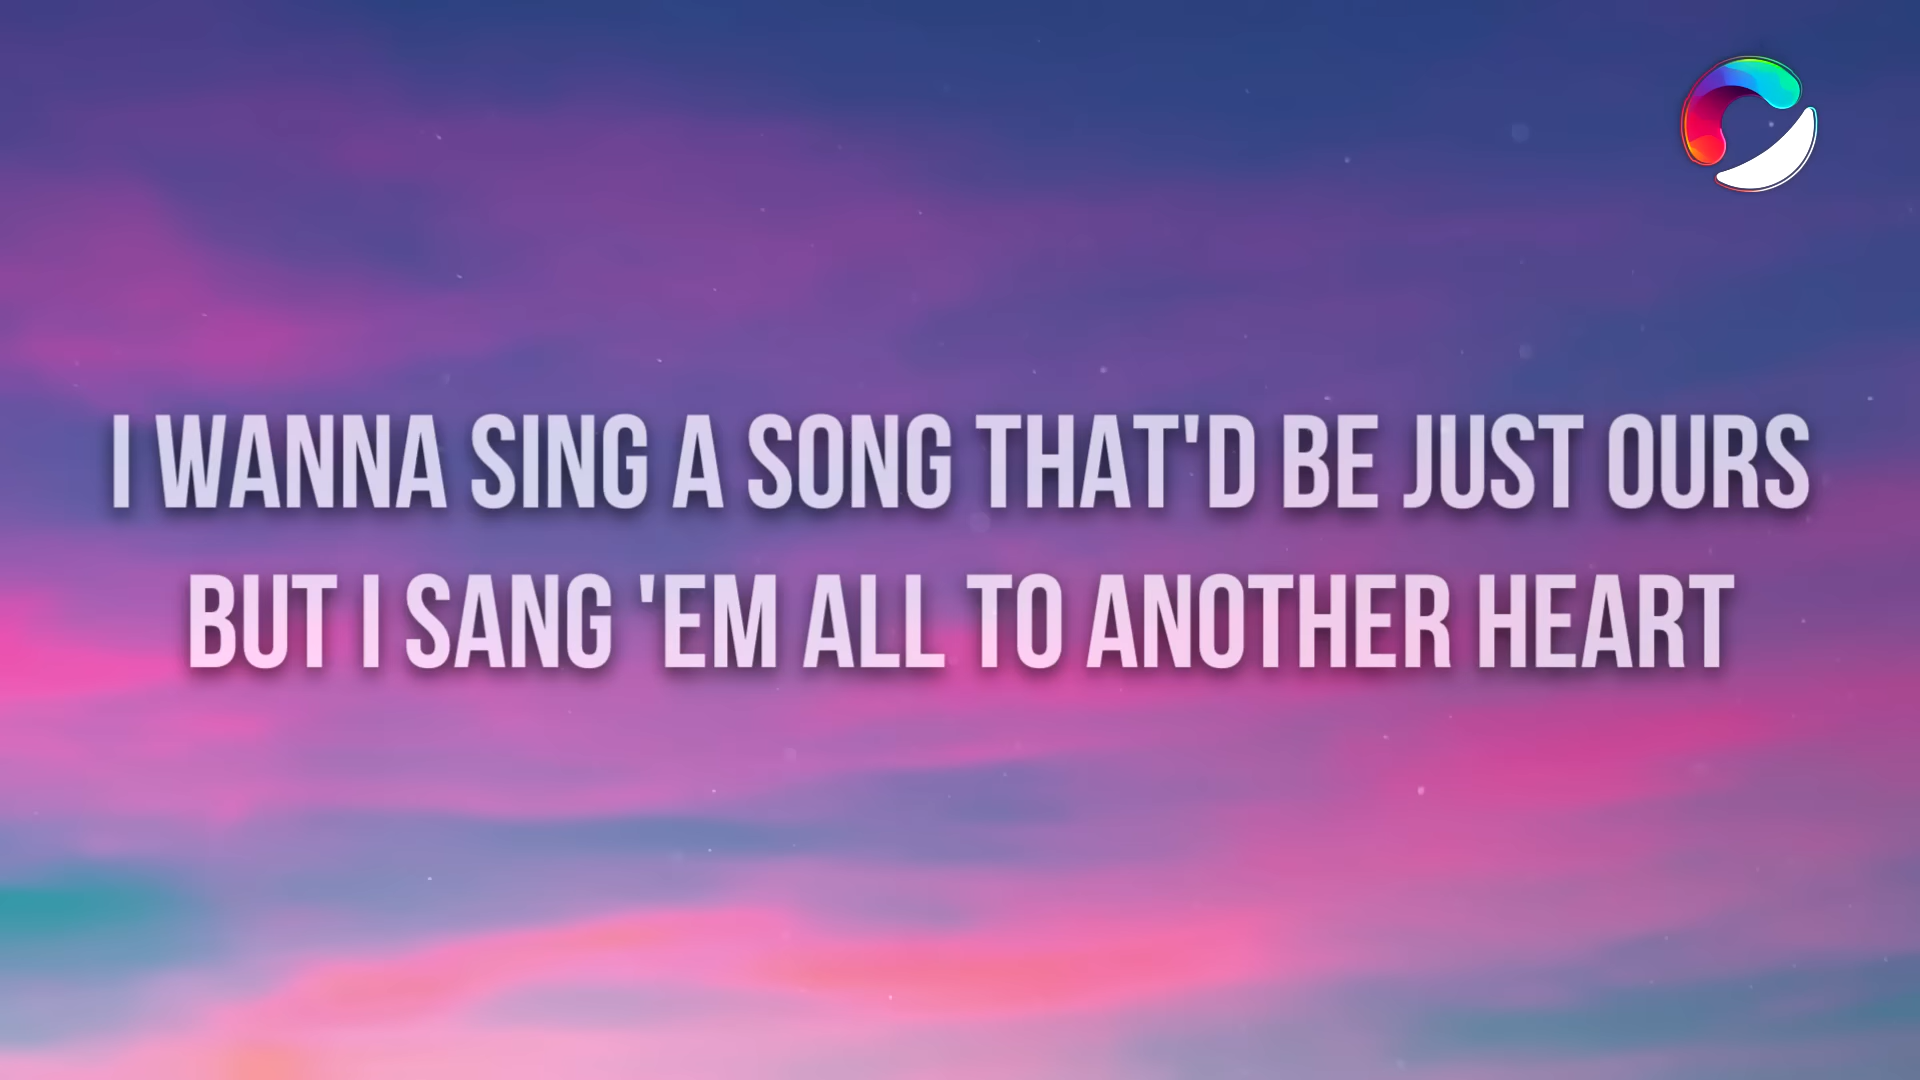 I WANNA SING A SONG THAT'D BE JUST OURS
BUT I SANG 'EM ALL TO ANOTHER HEART